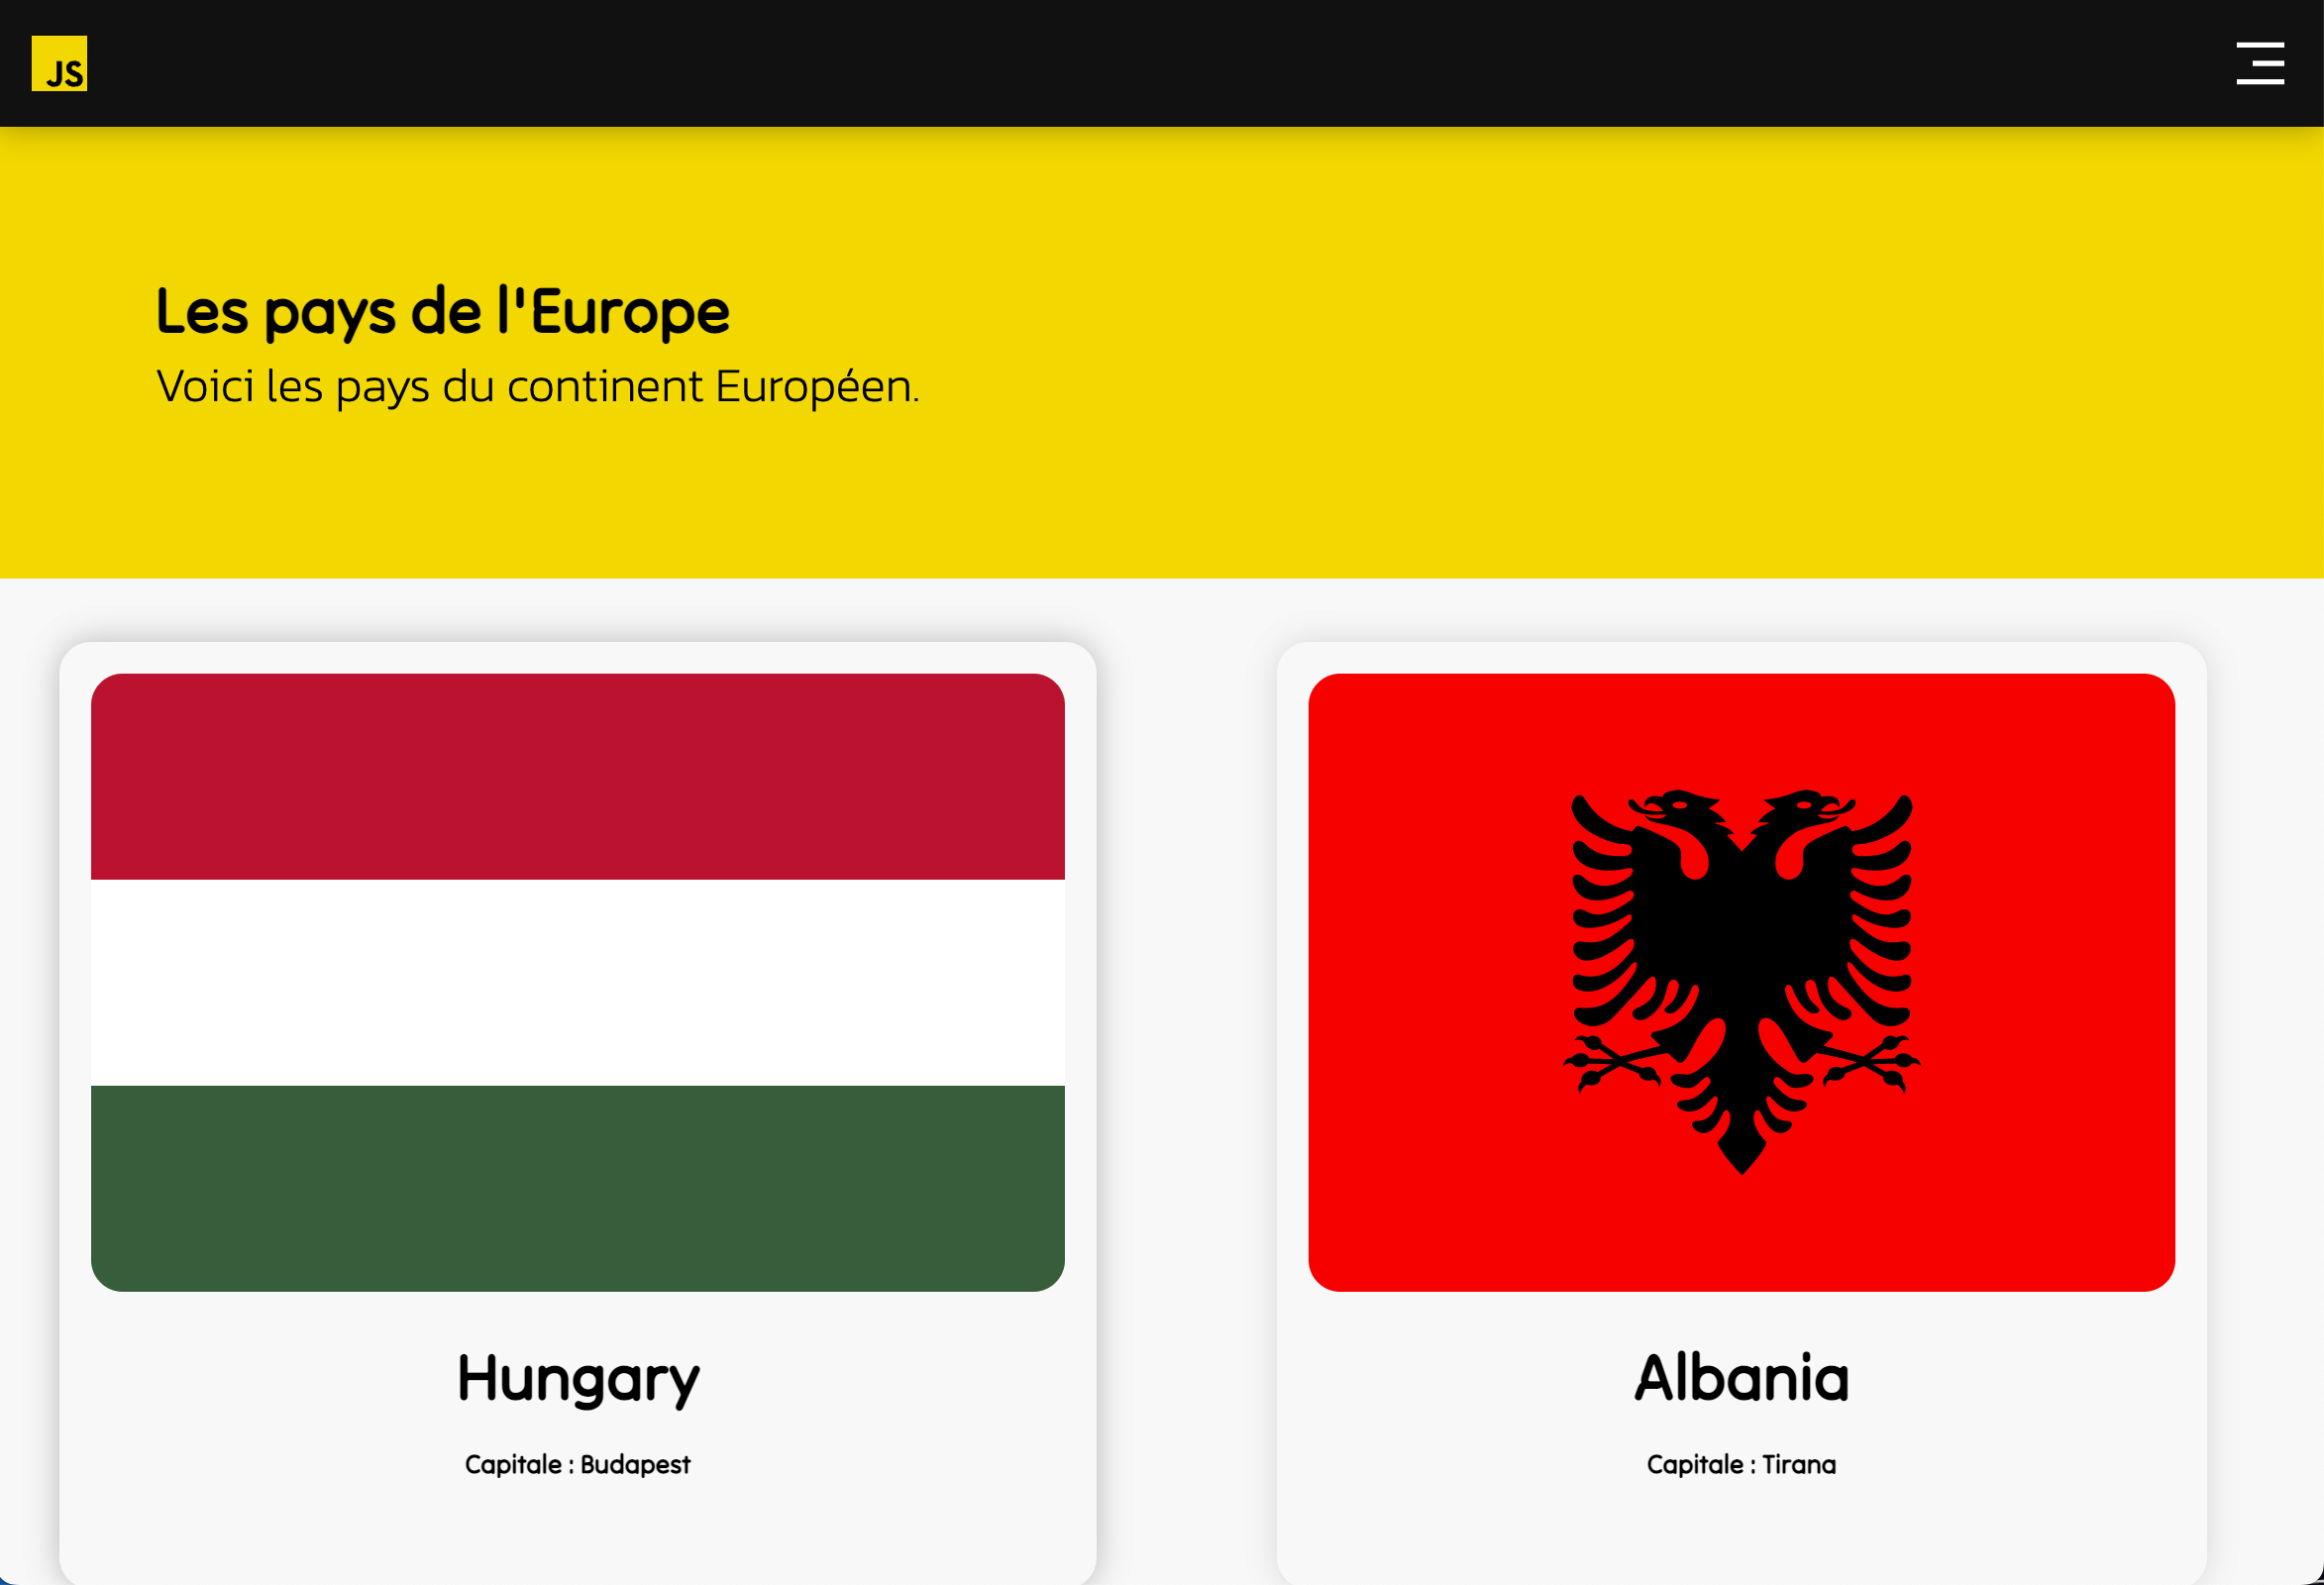 JS
Les pays de l'Europe
Voici les pays du continent Européen.
Hungary
Capitale : Budapest
Albania
Capitale : Tirana